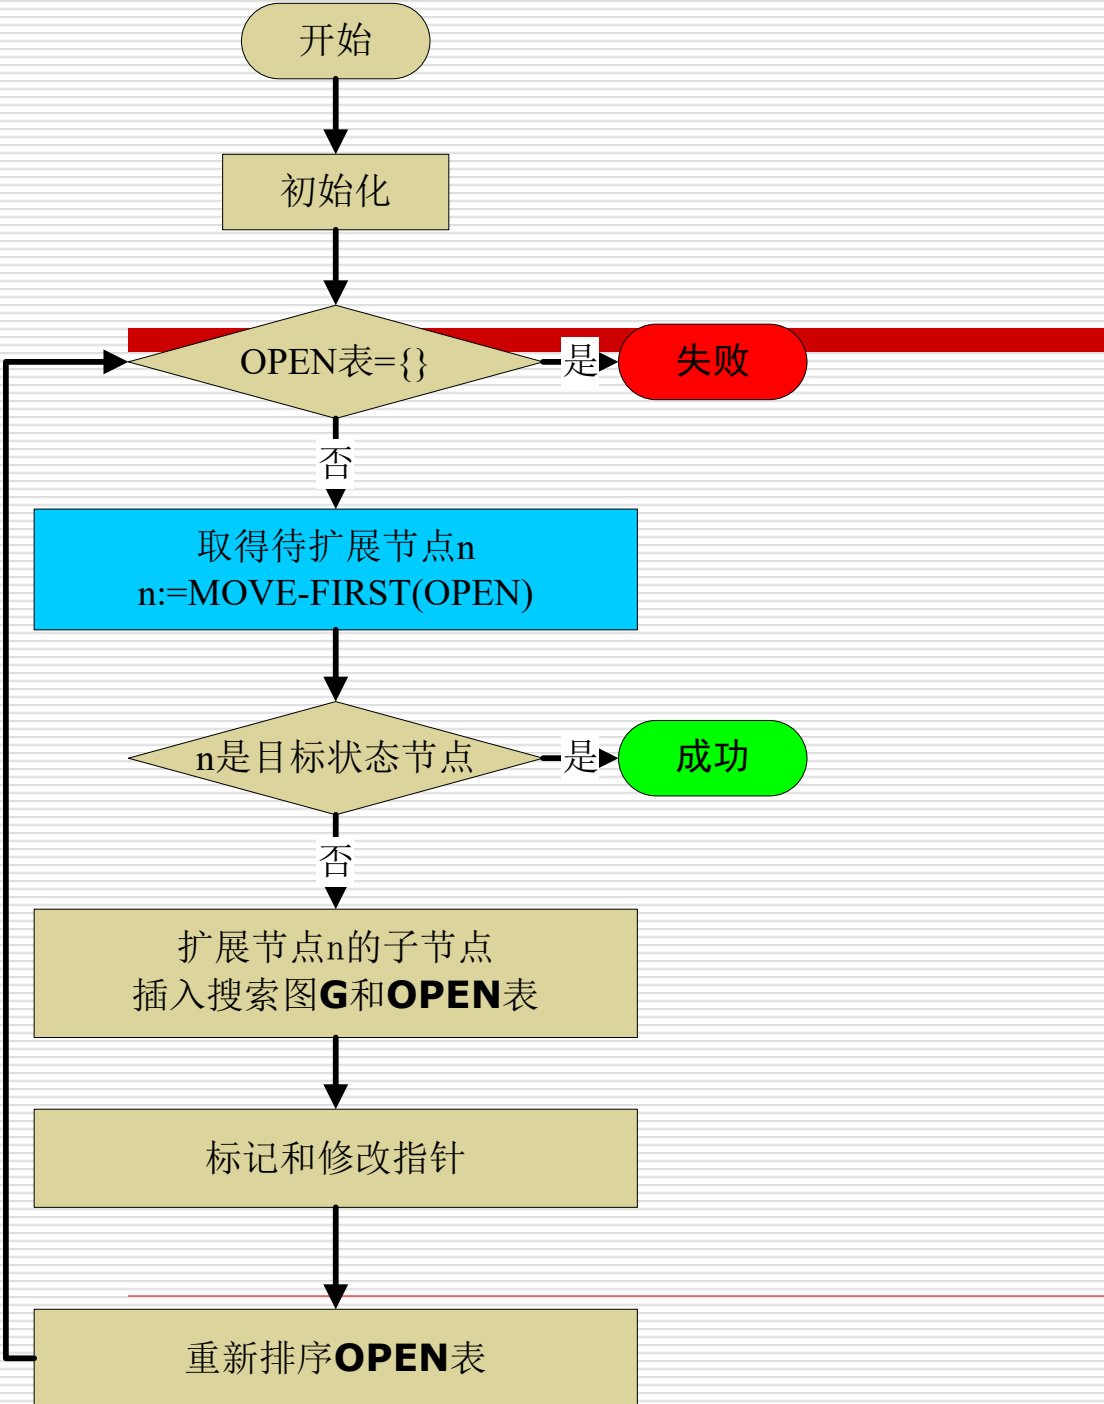 开始
初始化
OPEN表={}
是
失败
否
取得待扩展节点n
n:=MOVE-FIRST(OPEN)
n是目标状态节点
是
成功
否
扩展节点n的子节点
插入搜索图G和OPEN表
标记和修改指针
重新排序OPEN表